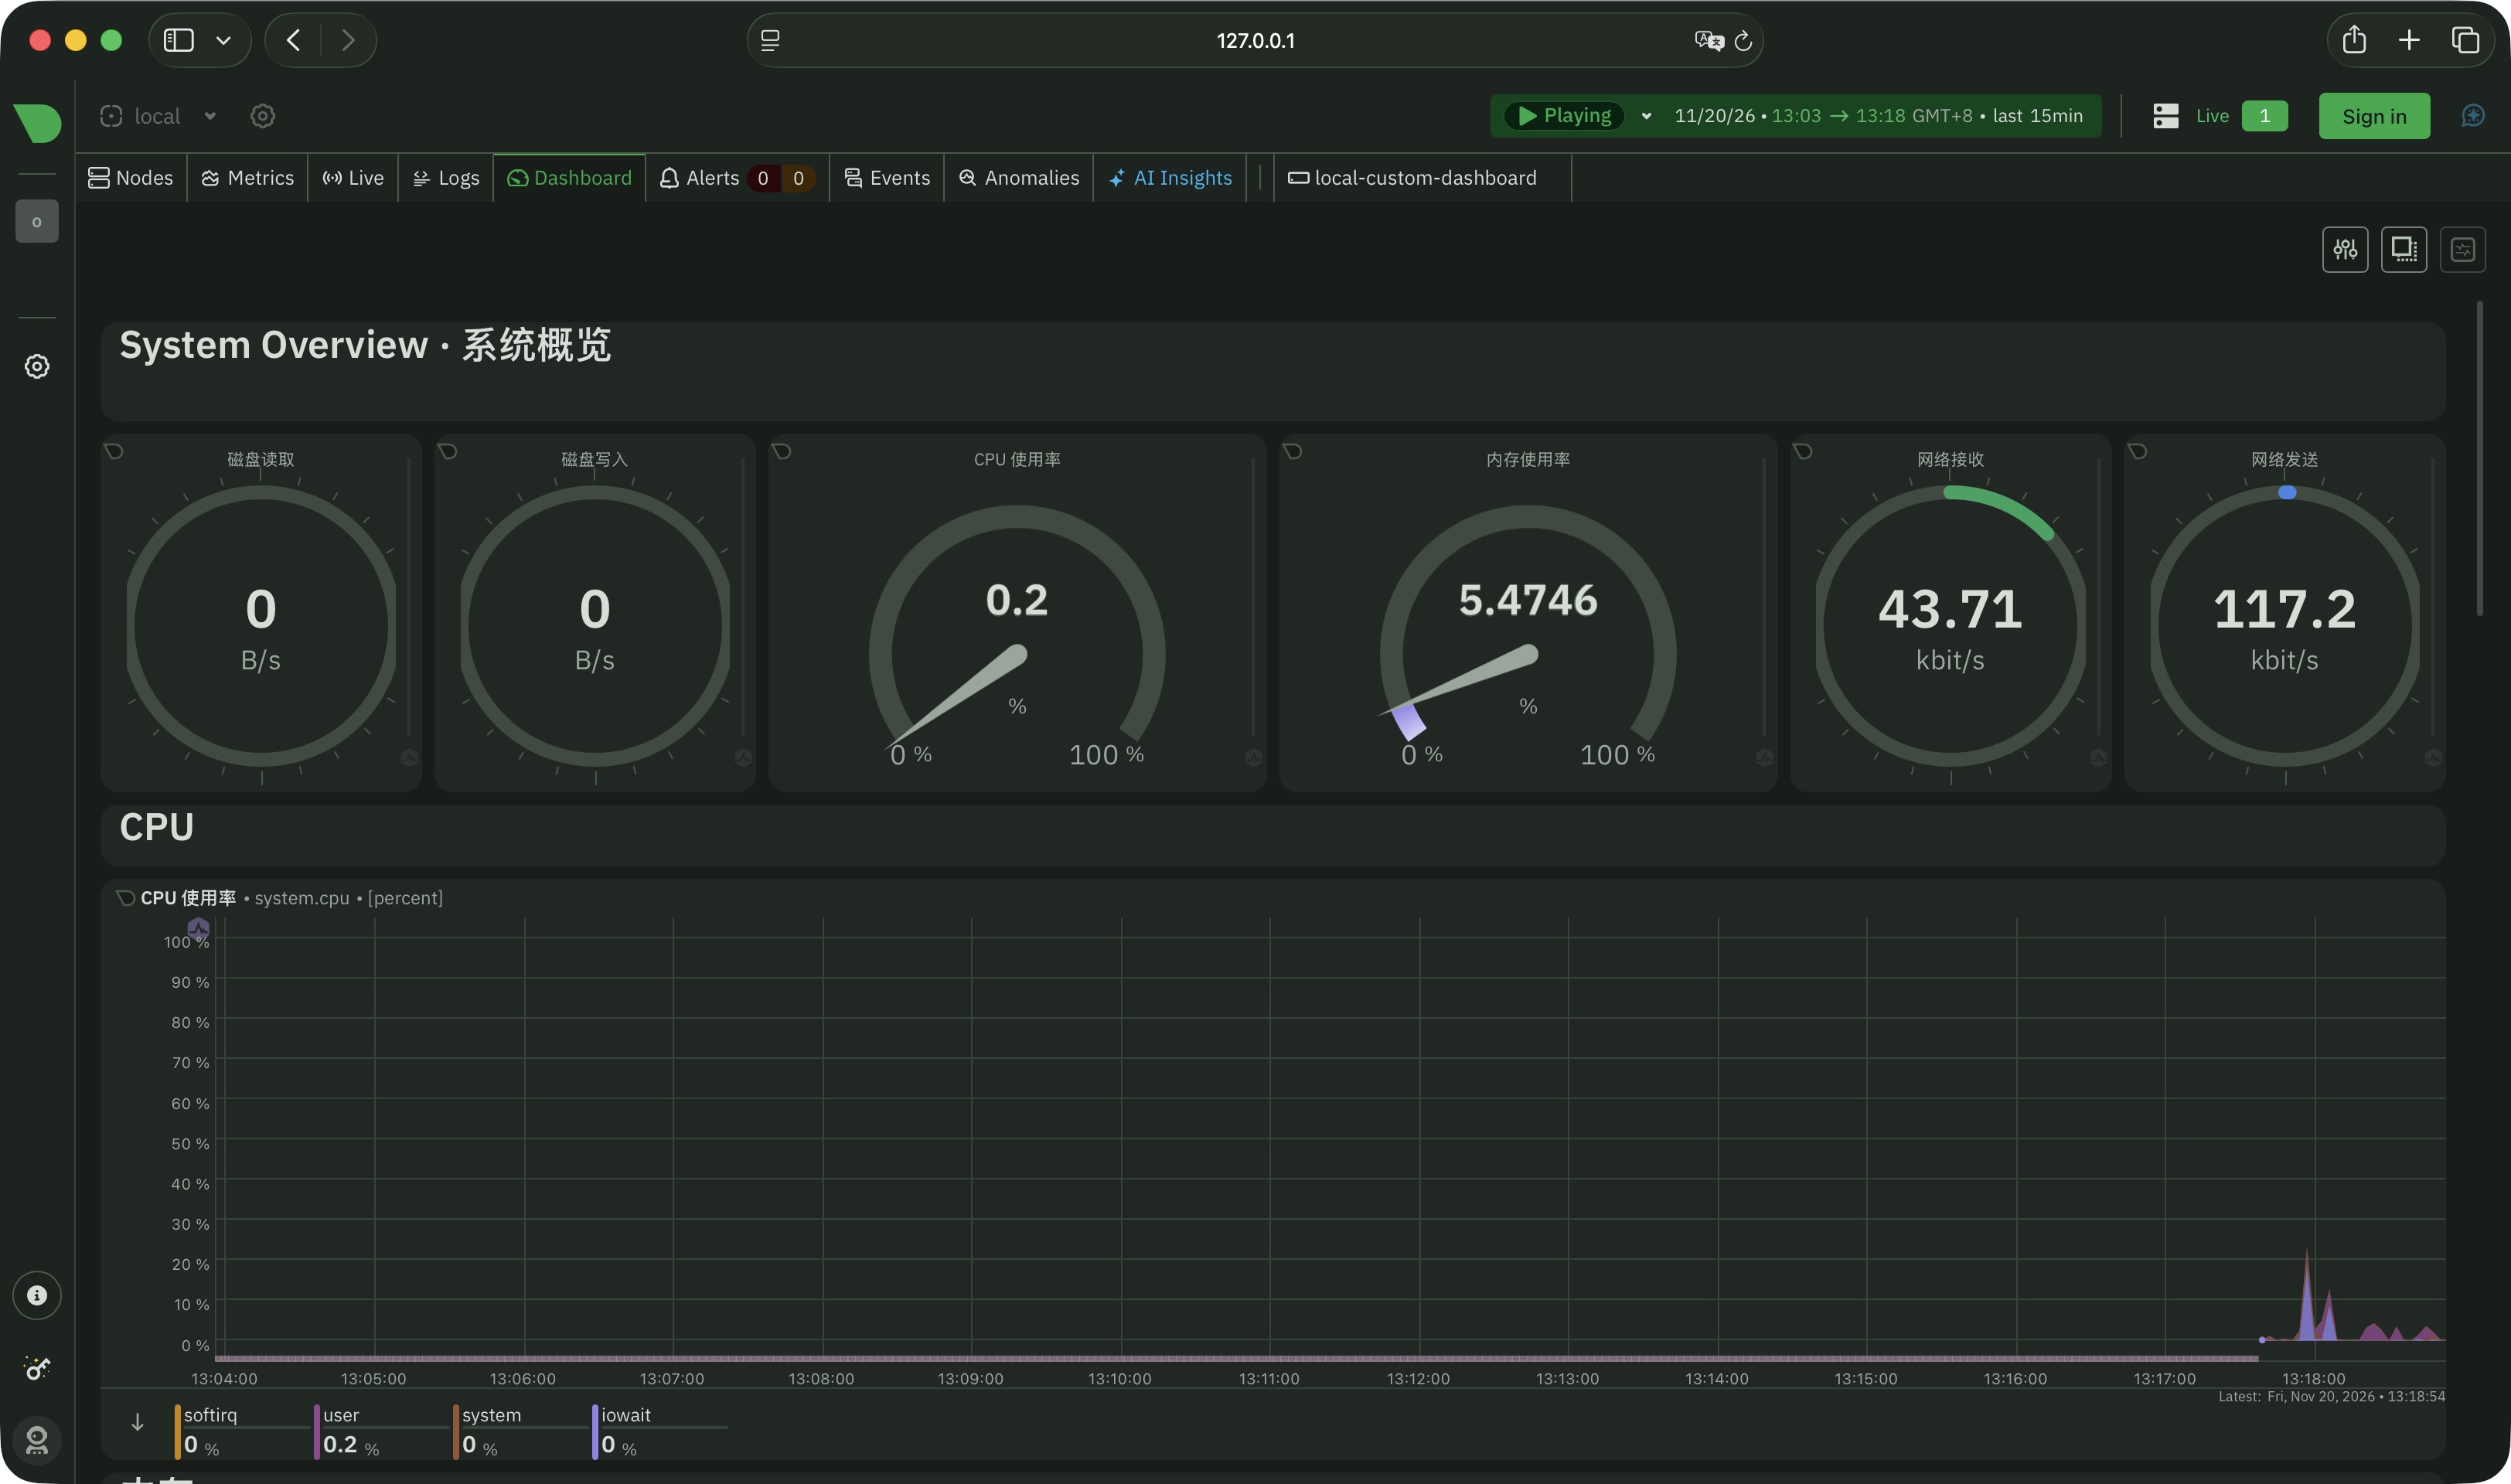 127.0.0.1
local
Playing 11/20/26 • 13:03 → 13:18 GMT+8 • last 15min
Live 1
Sign in
Nodes
Metrics
Live
Logs
Dashboard
Alerts 0 0
Events
Anomalies
AI Insights
local-custom-dashboard
o
System Overview · 系统概览
磁盘读取
0
B/s
磁盘写入
0
B/s
CPU 使用率
0.2
%
0 % 100 %
内存使用率
5.4746
%
0 % 100 %
网络接收
43.71
kbit/s
网络发送
117.2
kbit/s
CPU
CPU 使用率 • system.cpu • [percent]
100 %
90 %
80 %
70 %
60 %
50 %
40 %
30 %
20 %
10 %
0 %
13:04:00 13:05:00 13:06:00 13:07:00 13:08:00 13:09:00 13:10:00 13:11:00 13:12:00 13:13:00 13:14:00 13:15:00 13:16:00 13:17:00 13:18:00
Latest: Fri, Nov 20, 2026 • 13:18:54
softirq user system iowait
0 % 0.2 % 0 % 0 %